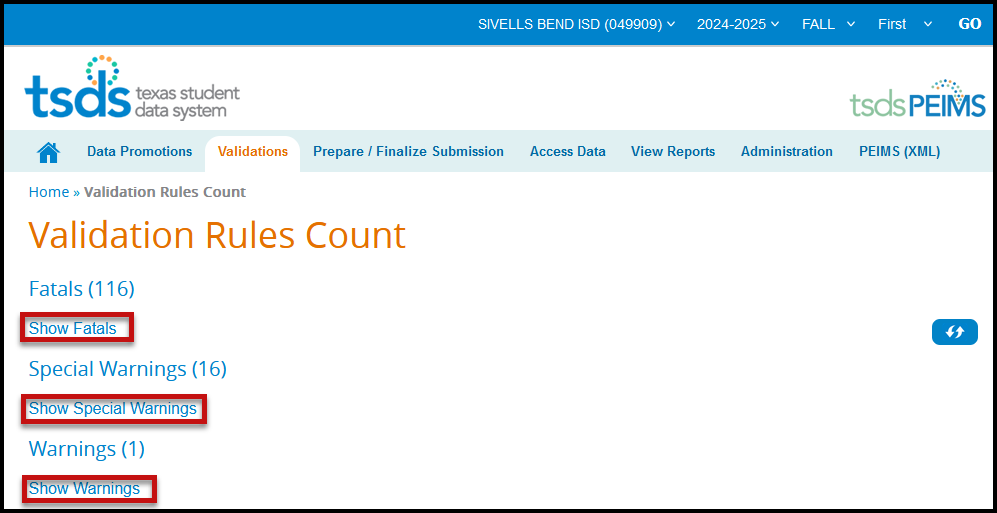 SIVELLS BEND ISD (049909) 2024-2025 FALL First GO
tsds texas student
data system
tsds PEIMS
Data Promotions Validations Prepare / Finalize Submission Access Data View Reports Administration PEIMS (XML)
Home » Validation Rules Count
Validation Rules Count
Fatals (116)
Show Fatals
Special Warnings (16)
Show Special Warnings
Warnings (1)
Show Warnings